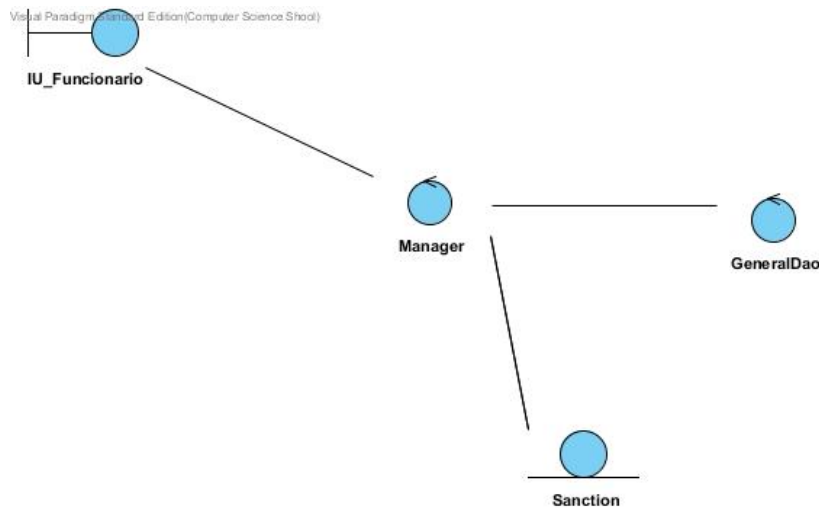 Visual Paradigm Standard Edition(Computer Science Shool)
IU_Funcionario
Manager
GeneralDao
Sanction